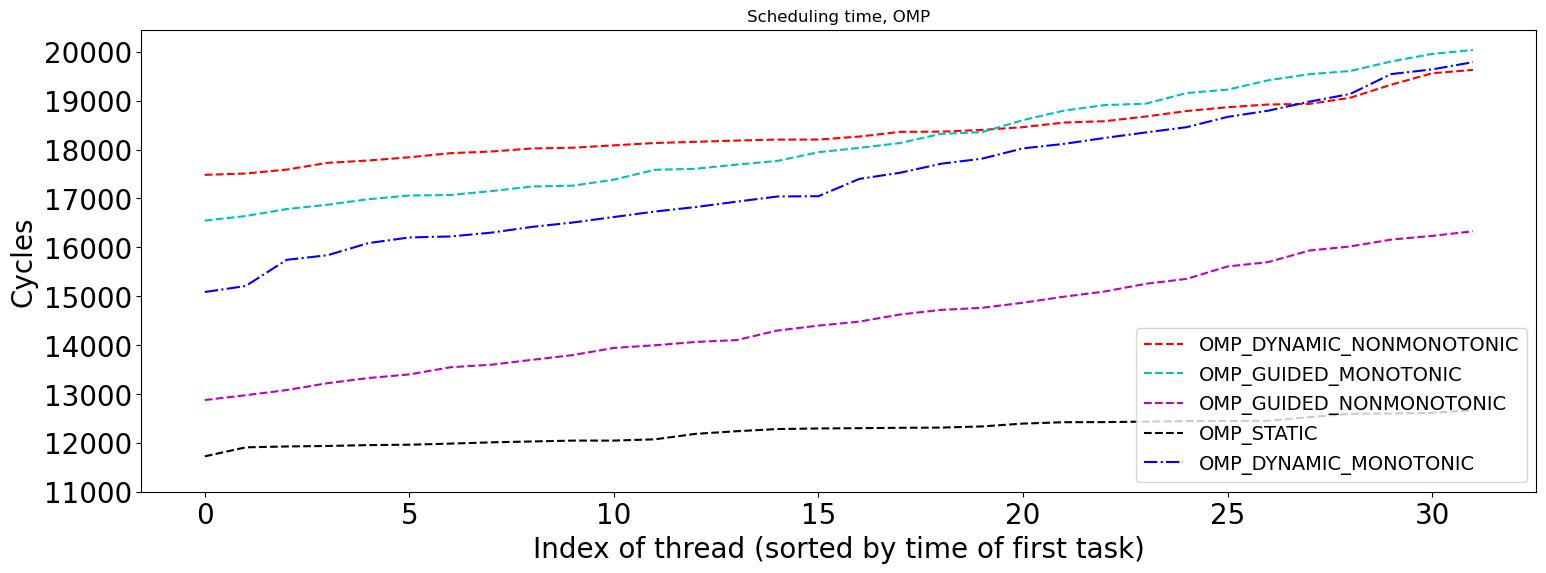 Scheduling time, OMP
20000
19000
18000
17000
16000
15000
14000
13000
12000
11000
Cycles
0 5 10 15 20 25 30
Index of thread (sorted by time of first task)
OMP_DYNAMIC_NONMONOTONIC
OMP_GUIDED_MONOTONIC
OMP_GUIDED_NONMONOTONIC
OMP_STATIC
OMP_DYNAMIC_MONOTONIC